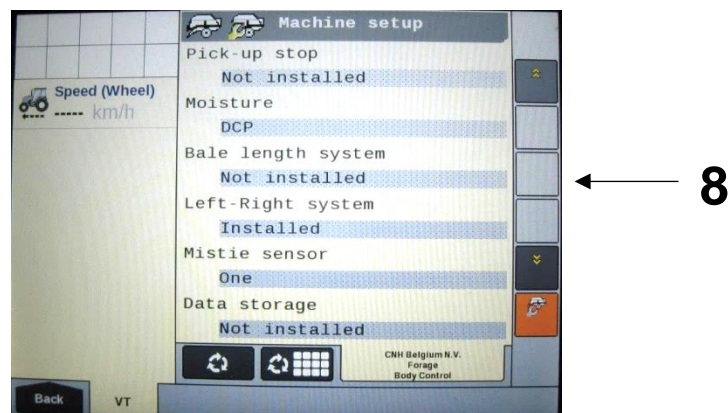 Machine setup
Pick-up stop
Not installed
Speed (Wheel)
----- km/h
Moisture
DCP
Bale length system
Not installed
8
Left-Right system
Installed
Mistie sensor
One
Data storage
Not installed
CNH Belgium N.V.
Forage
Body Control
Back
VT